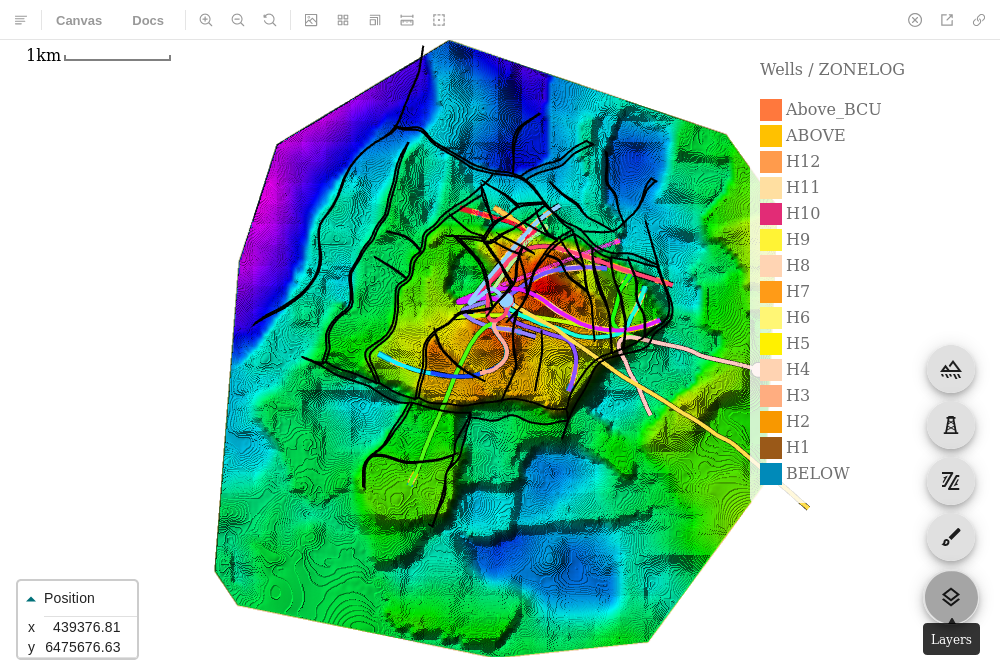 Canvas Docs
1km
Wells / ZONELOG
Above_BCU
ABOVE
H12
H11
H10
H9
H8
H7
H6
H5
H4
H3
H2
H1
BELOW
Position
x 439376.81
y 6475676.63
Layers